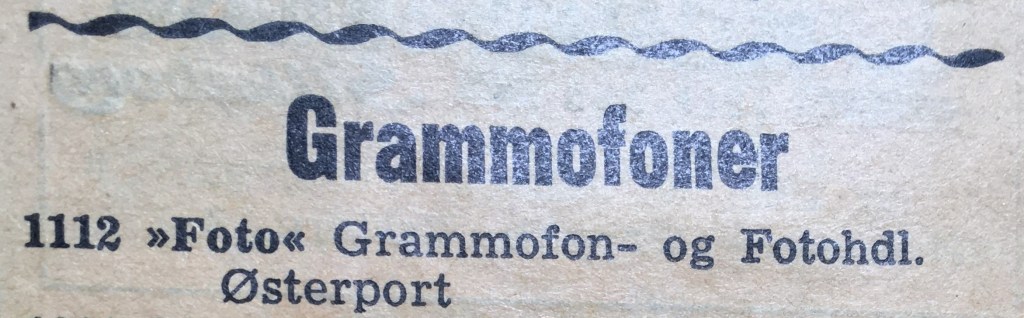 Grammofoner
1112 »Foto« Grammofon- og Fotohdl.
Østerport